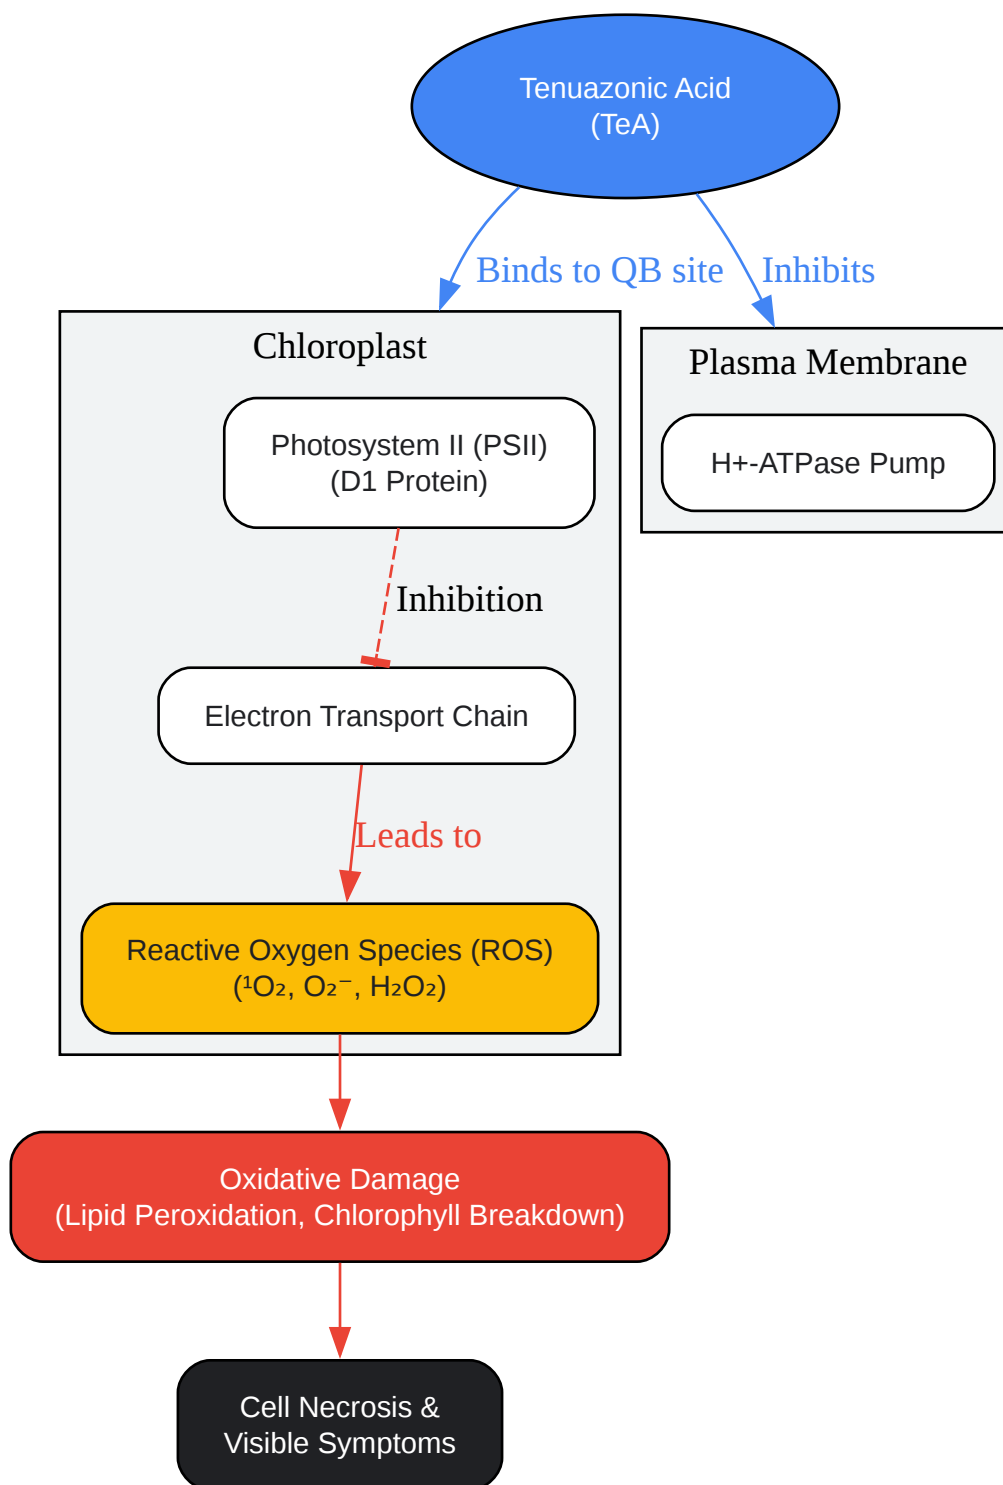 Tenuazonic Acid
(TeA)
Binds to QB site
Inhibits
Chloroplast
Plasma Membrane
Photosystem II (PSII)
(D1 Protein)
H+-ATPase Pump
Inhibition
Electron Transport Chain
Leads to
Reactive Oxygen Species (ROS)
(¹O₂, O₂⁻, H₂O₂)
Oxidative Damage
(Lipid Peroxidation, Chlorophyll Breakdown)
Cell Necrosis &
Visible Symptoms